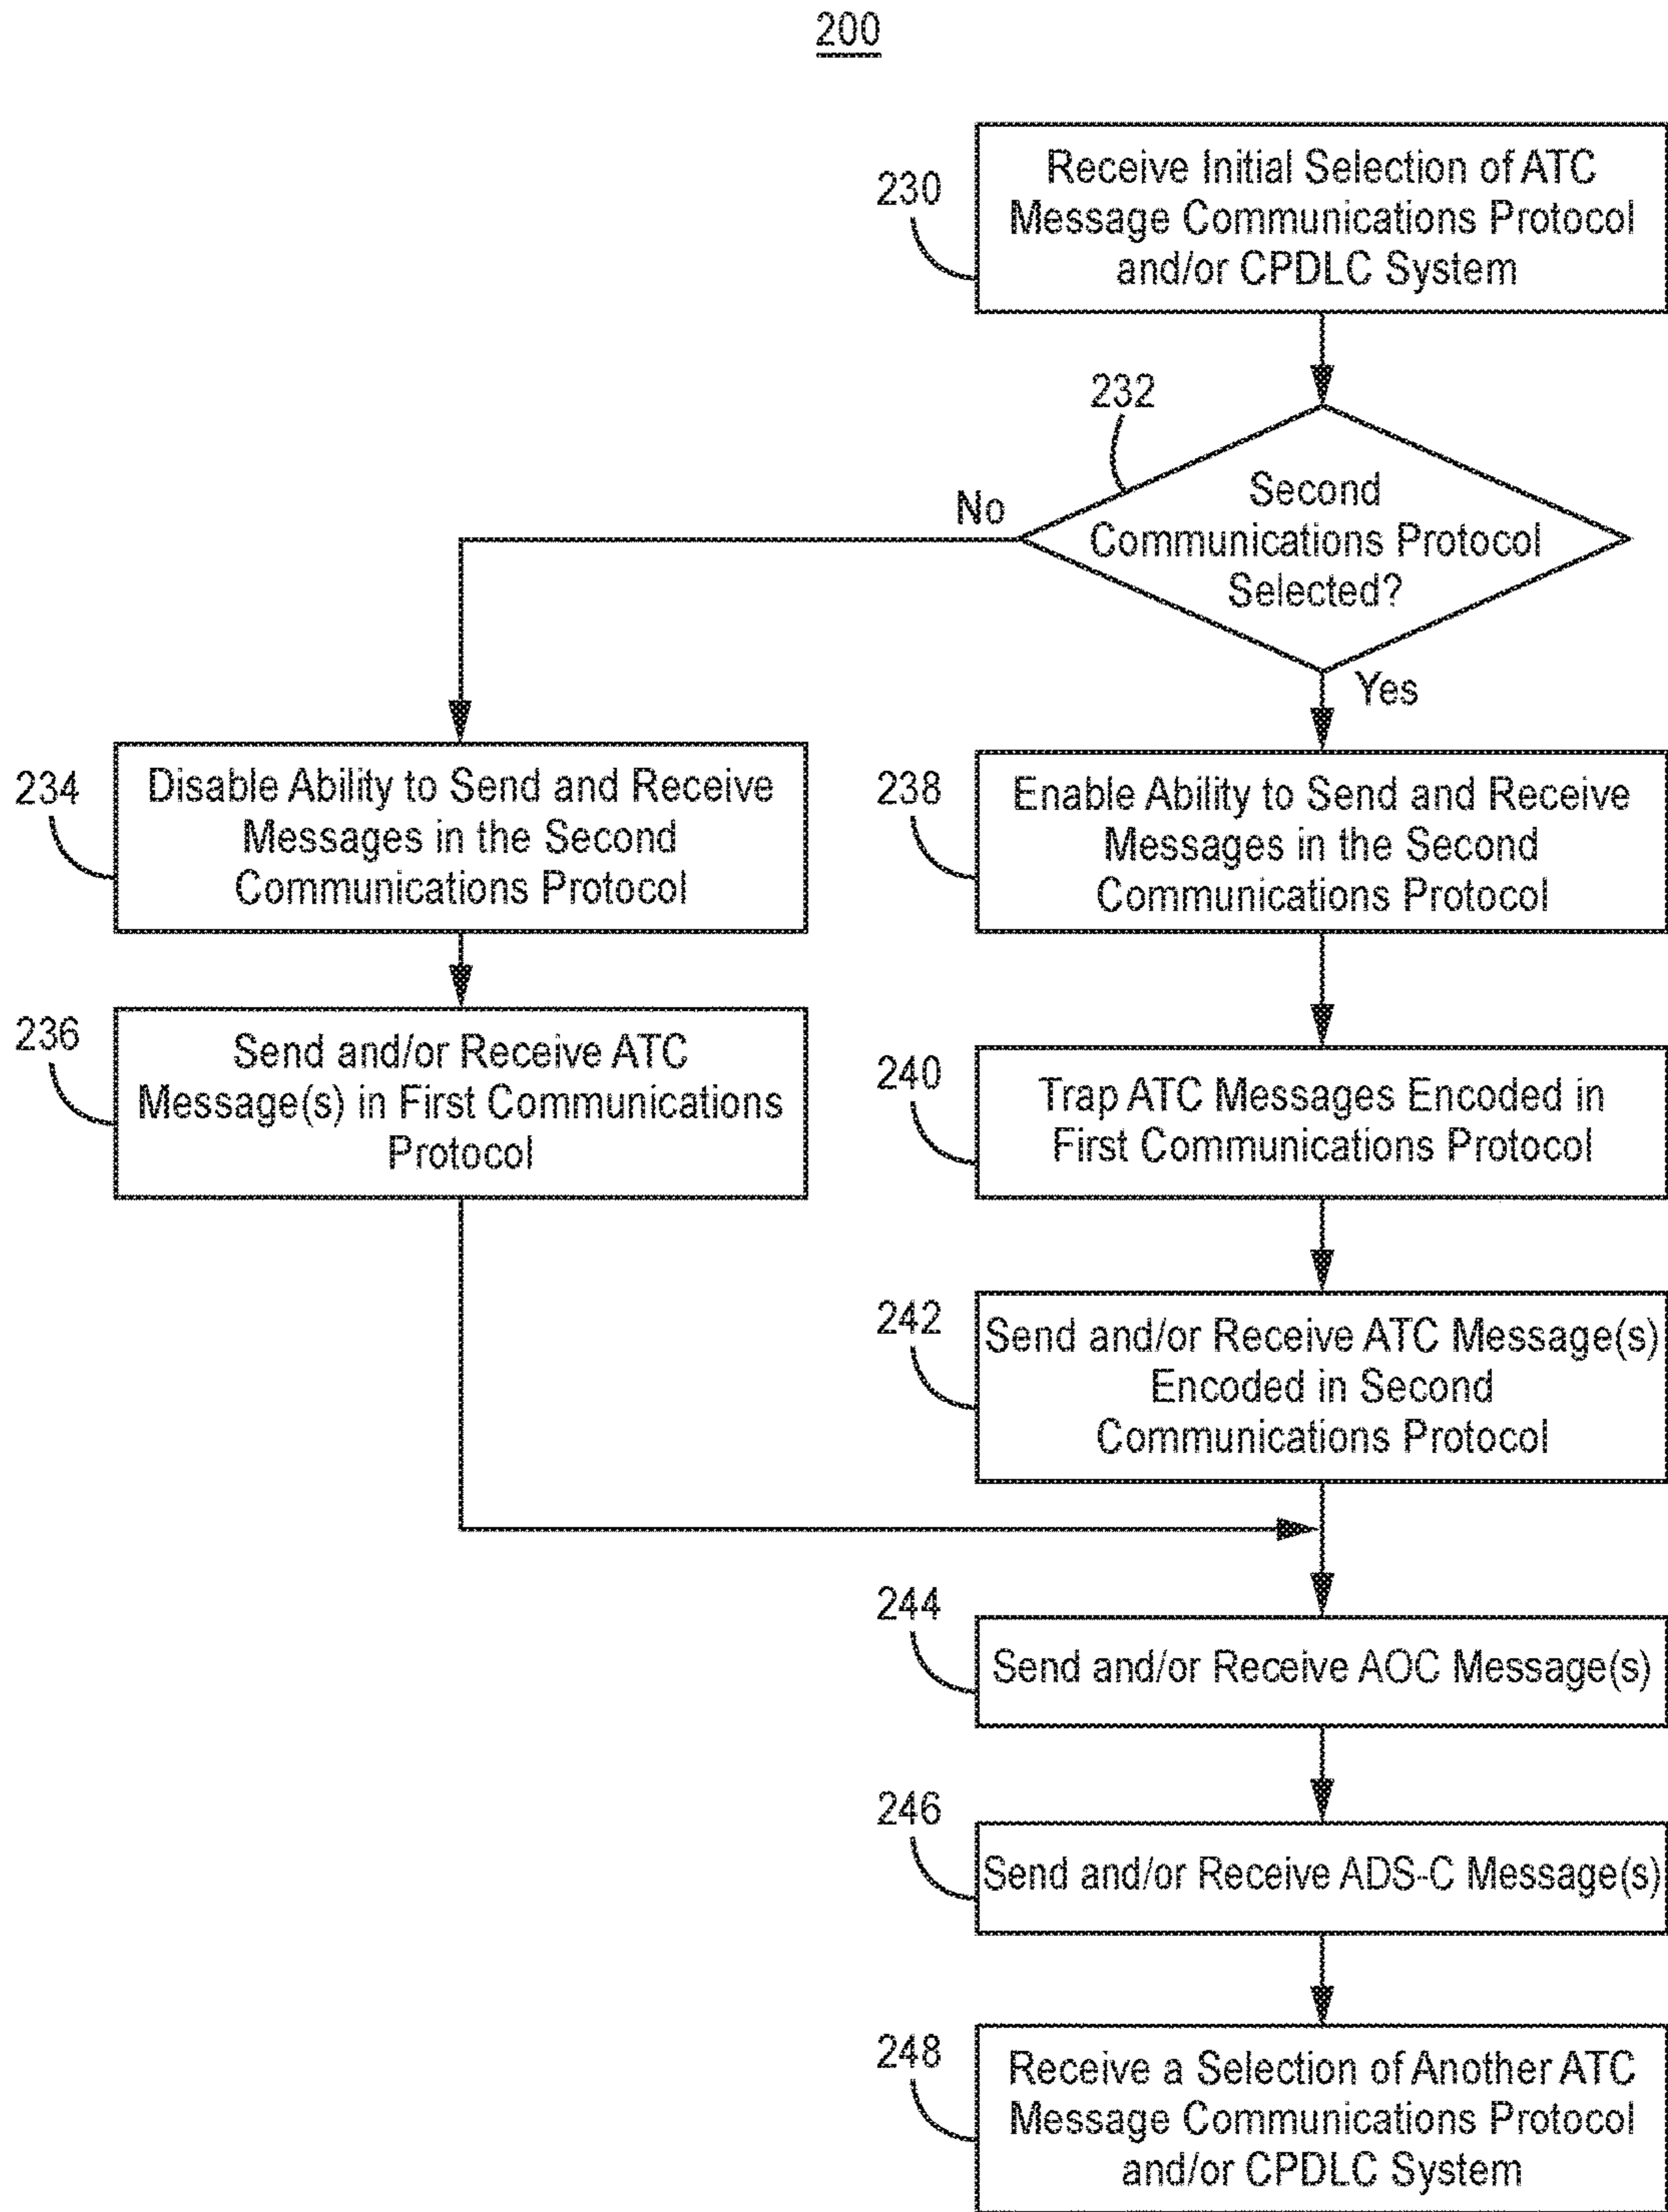 200
230
Receive Initial Selection of ATC
Message Communications Protocol
and/or CPDLC System
232
Second
Communications Protocol
Selected?
No
Yes
234
Disable Ability to Send and Receive
Messages in the Second
Communications Protocol
238
Enable Ability to Send and Receive
Messages in the Second
Communications Protocol
236
Send and/or Receive ATC
Message(s) in First Communications
Protocol
240
Trap ATC Messages Encoded in
First Communications Protocol
242
Send and/or Receive ATC Message(s)
Encoded in Second
Communications Protocol
244
Send and/or Receive AOC Message(s)
246
Send and/or Receive ADS-C Message(s)
248
Receive a Selection of Another ATC
Message Communications Protocol
and/or CPDLC System